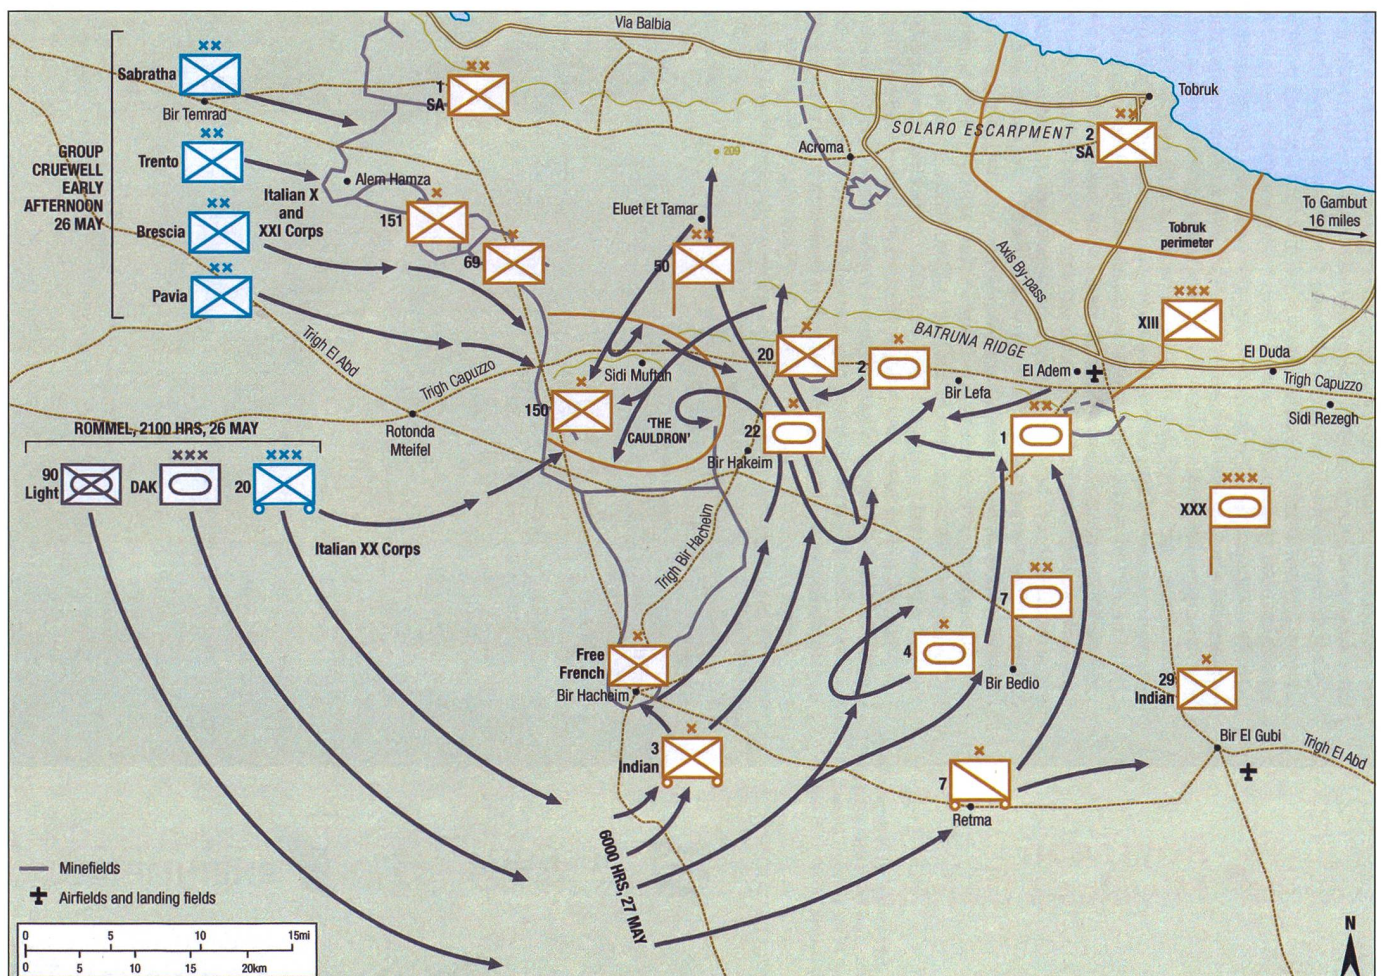 Via Balbia
Sabratha
Bir Temrad
1
SA
Tobruk
SOLARO ESCARPMENT
2
SA
Acroma
209
Trento
GROUP
CRUEWELL
EARLY
AFTERNOON
26 MAY
Alem Hamza
Italian X
and
XXI Corps
151
Brescia
Eluet Et Tamar
To Gambut
16 miles
Tobruk
perimeter
69
50
Axis By-pass
Pavia
XIII
Trigh El Abd
BATRUNA RIDGE
20
2
El Duda
Trigh Capuzzo
Sidi Muftah
El Adem
Trigh Capuzzo
Bir Lefa
Sidi Rezegh
150
'THE
CAULDRON'
22
1
Rotonda
Mteifel
ROMMEL, 2100 HRS, 26 MAY
Bir Hakeim
90
Light
DAK
20
XXX
Italian XX Corps
Trigh Bir Hacheim
7
Free
French
4
Bir Hacheim
Bir Bedio
29
Indian
3
Indian
Bir El Gubi
Trigh El Abd
7
Retma
6000 HRS, 27 MAY
Minefields
Airfields and landing fields
0 5 10 15mi
0 5 10 15 20km
N